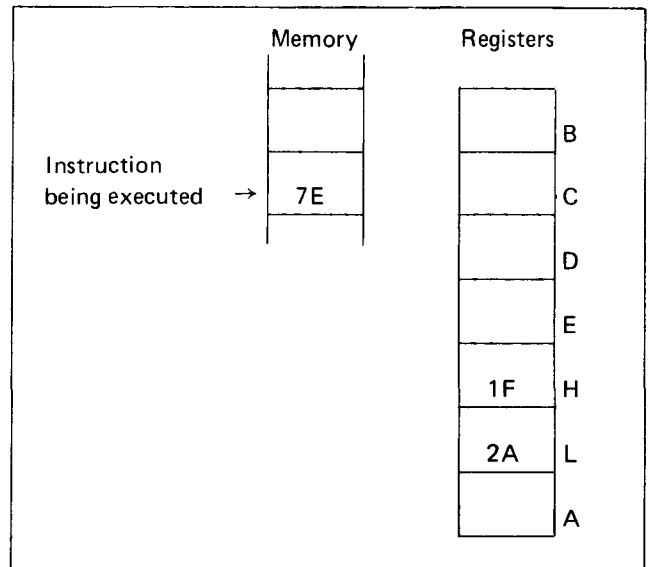 Memory Registers
B
Instruction
being executed → 7E C
D
E
1F H
2A L
A